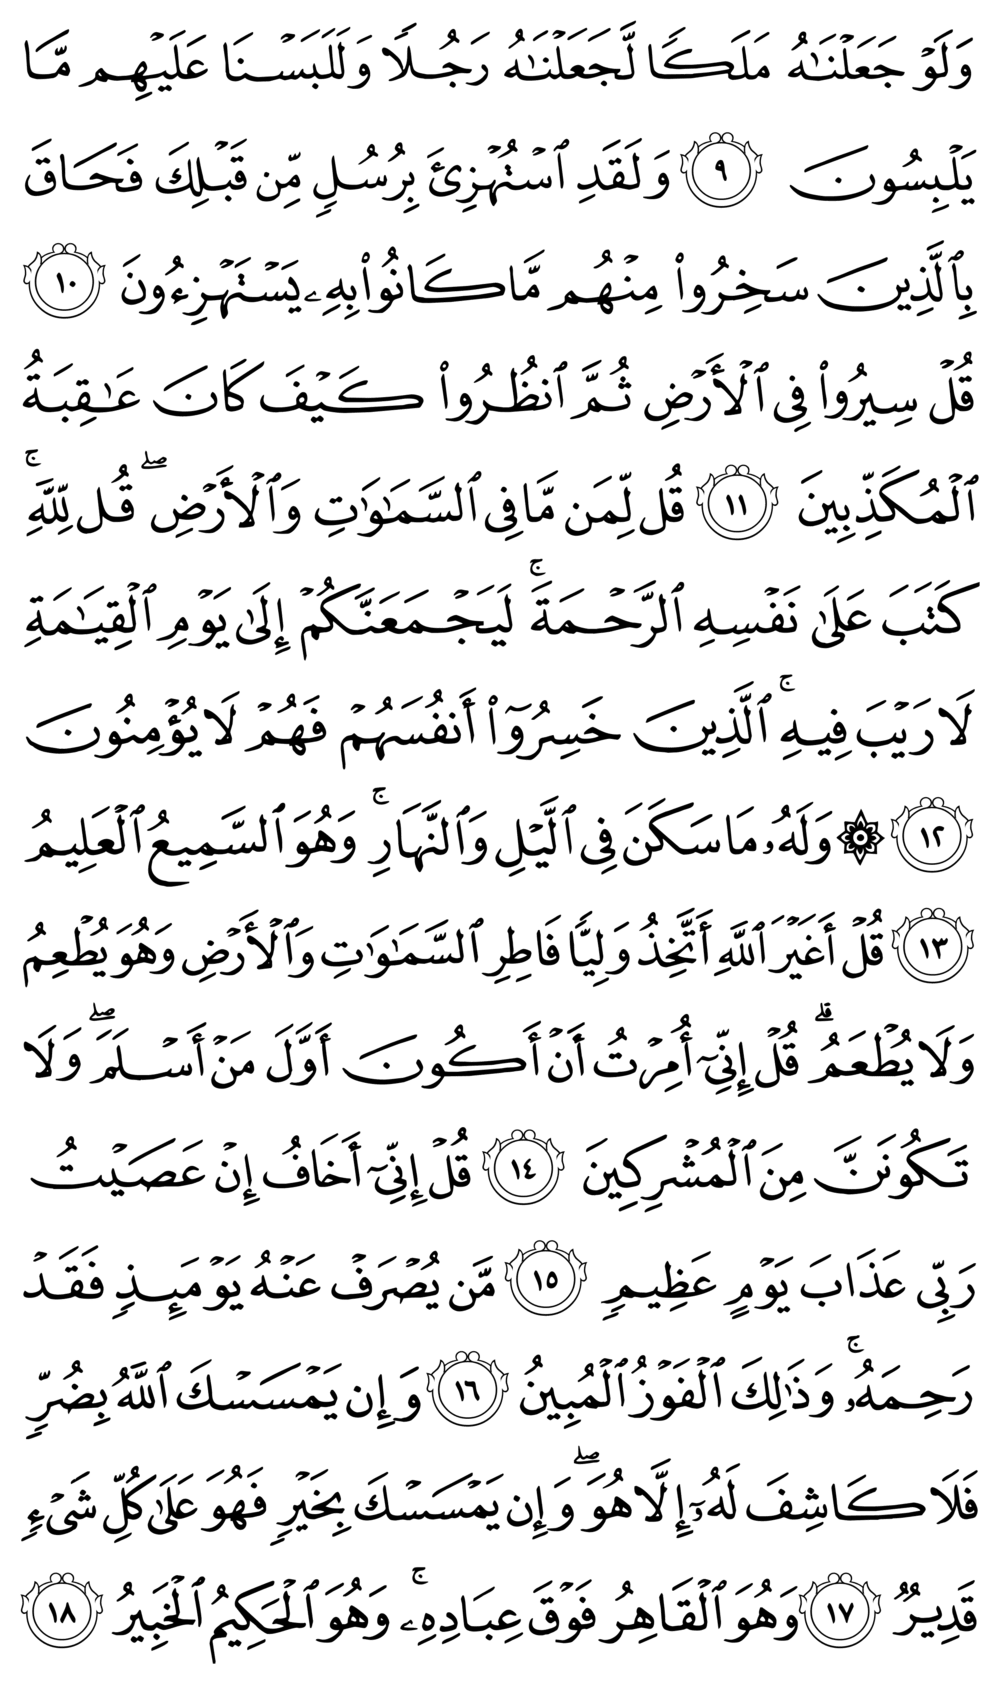 وَلَوۡ جَعَلۡنَٰهُ مَلَكٗا لَّجَعَلۡنَٰهُ رَجُلٗا وَلَلَبَسۡنَا عَلَيۡهِم مَّا
يَلۡبِسُونَ ٩ وَلَقَدِ ٱسۡتُهۡزِئَ بِرُسُلٖ مِّن قَبۡلِكَ فَحَاقَ
بِٱلَّذِينَ سَخِرُواْ مِنۡهُم مَّا كَانُواْ بِهِۦ يَسۡتَهۡزِءُونَ ١٠
قُلۡ سِيرُواْ فِي ٱلۡأَرۡضِ ثُمَّ ٱنظُرُواْ كَيۡفَ كَانَ عَٰقِبَةُ
ٱلۡمُكَذِّبِينَ ١١ قُل لِّمَن مَّا فِي ٱلسَّمَٰوَٰتِ وَٱلۡأَرۡضِۖ قُل لِّلَّهِۚ
كَتَبَ عَلَىٰ نَفۡسِهِ ٱلرَّحۡمَةَۚ لَيَجۡمَعَنَّكُمۡ إِلَىٰ يَوۡمِ ٱلۡقِيَٰمَةِ
لَا رَيۡبَ فِيهِۚ ٱلَّذِينَ خَسِرُوٓاْ أَنفُسَهُمۡ فَهُمۡ لَا يُؤۡمِنُونَ
١٢ ۞ وَلَهُۥ مَا سَكَنَ فِي ٱلَّيۡلِ وَٱلنَّهَارِۚ وَهُوَ ٱلسَّمِيعُ ٱلۡعَلِيمُ
١٣ قُلۡ أَغَيۡرَ ٱللَّهِ أَتَّخِذُ وَلِيّٗا فَاطِرِ ٱلسَّمَٰوَٰتِ وَٱلۡأَرۡضِ وَهُوَ يُطۡعِمُ
وَلَا يُطۡعَمُۗ قُلۡ إِنِّيٓ أُمِرۡتُ أَنۡ أَكُونَ أَوَّلَ مَنۡ أَسۡلَمَۖ وَلَا
تَكُونَنَّ مِنَ ٱلۡمُشۡرِكِينَ ١٤ قُلۡ إِنِّيٓ أَخَافُ إِنۡ عَصَيۡتُ
رَبِّي عَذَابَ يَوۡمٍ عَظِيمٖ ١٥ مَّن يُصۡرَفۡ عَنۡهُ يَوۡمَئِذٖ فَقَدۡ
رَحِمَهُۥۚ وَذَٰلِكَ ٱلۡفَوۡزُ ٱلۡمُبِينُ ١٦ وَإِن يَمۡسَسۡكَ ٱللَّهُ بِضُرّٖ
فَلَا كَاشِفَ لَهُۥٓ إِلَّا هُوَۖ وَإِن يَمۡسَسۡكَ بِخَيۡرٖ فَهُوَ عَلَىٰ كُلِّ شَيۡءٖ
قَدِيرٞ ١٧ وَهُوَ ٱلۡقَاهِرُ فَوۡقَ عِبَادِهِۦۚ وَهُوَ ٱلۡحَكِيمُ ٱلۡخَبِيرُ ١٨